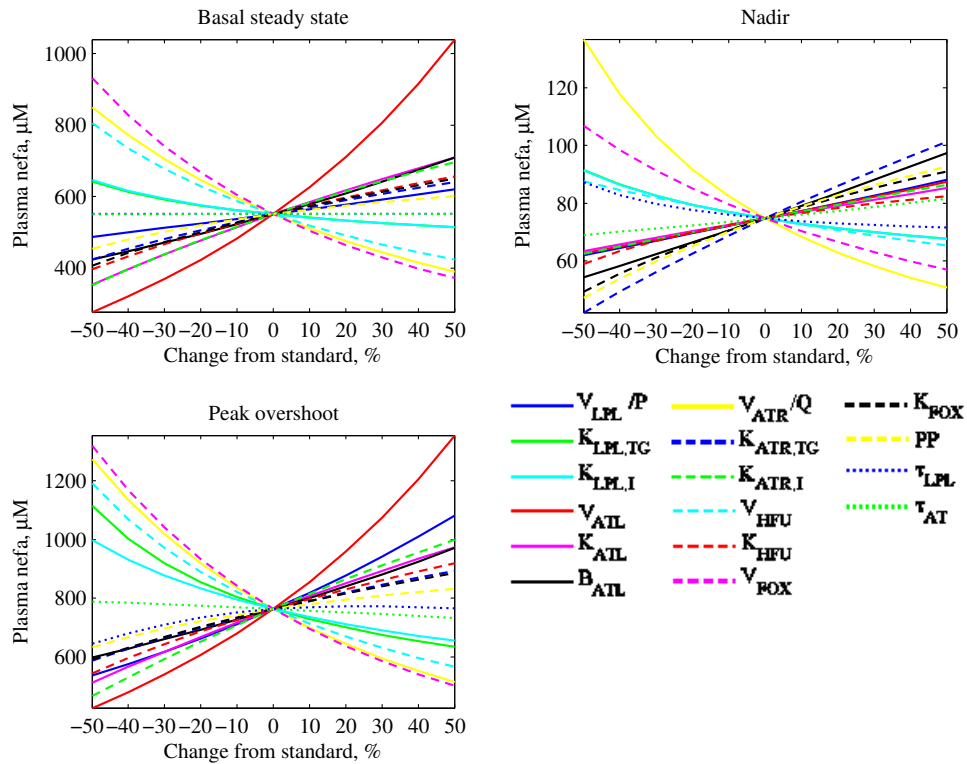 Basal steady state
Plasma nefa, μM
1000
800
600
400
−50 −40 −30 −20 −10 0 10 20 30 40 50
Change from standard, %
Nadir
Plasma nefa, μM
120
100
80
60
−50 −40 −30 −20 −10 0 10 20 30 40 50
Change from standard, %
Peak overshoot
Plasma nefa, μM
1200
1000
800
600
−50 −40 −30 −20 −10 0 10 20 30 40 50
Change from standard, %
V_LPL /P
K_LPL,TG
K_LPL,I
V_ATL
K_ATL
B_ATL
V_ATR/Q
K_ATR,TG
K_ATR,I
V_HFU
K_HFU
V_FOX
K_FOX
PP
τ_LPL
τ_AT